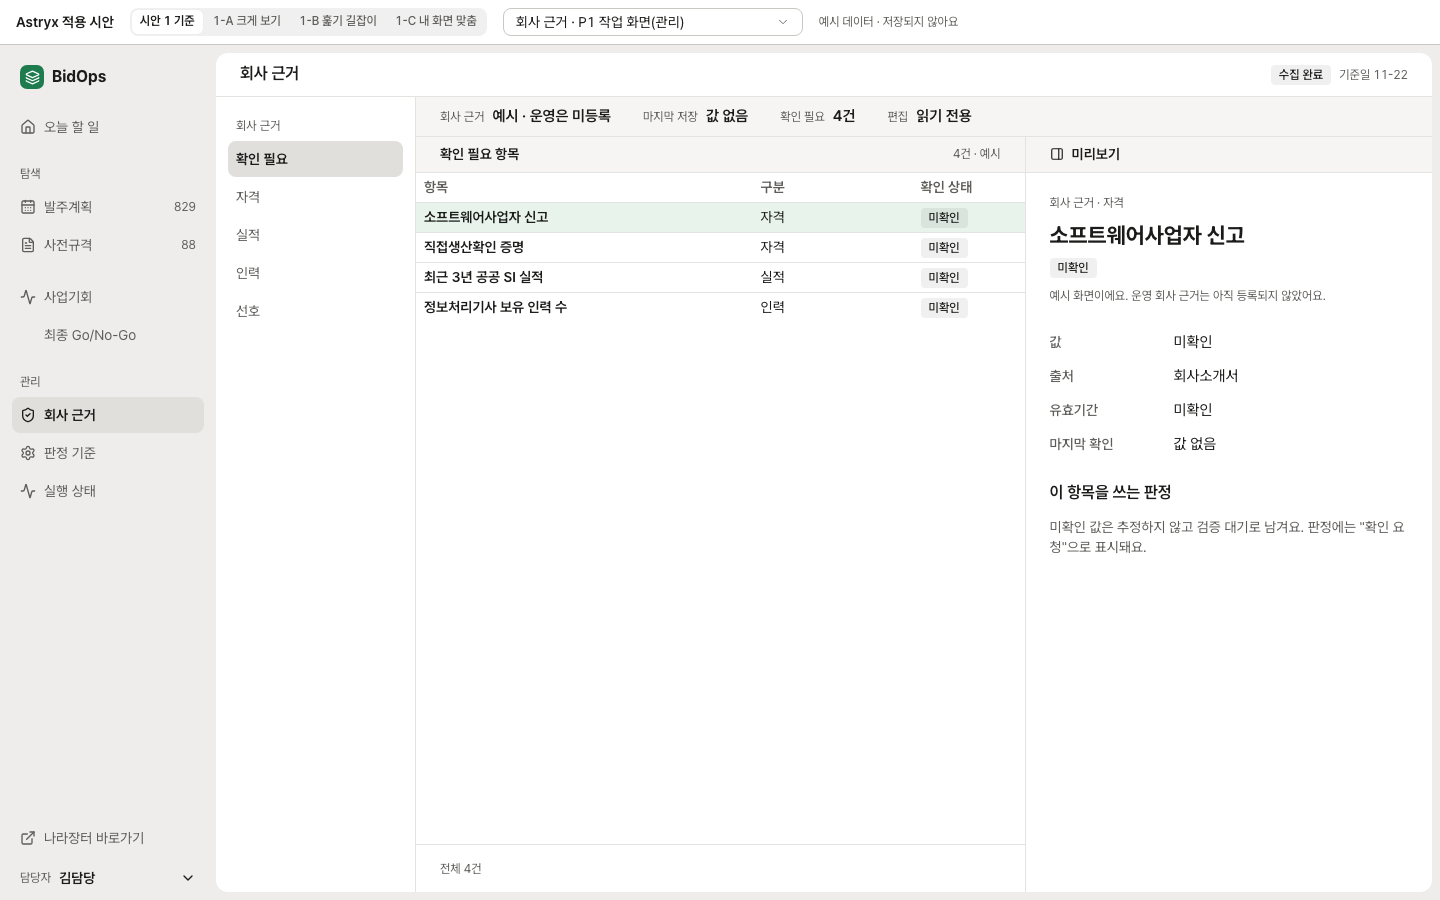 Astryx 적용 시안
시안 1 기준
1-A 크게 보기
1-B 훑기 길잡이
1-C 내 화면 맞춤
회사 근거 · P1 작업 화면(관리)
예시 데이터 · 저장되지 않아요
BidOps
오늘 할 일
탐색
발주계획 829
사전규격 88
사업기회
최종 Go/No-Go
관리
회사 근거
판정 기준
실행 상태
나라장터 바로가기
담당자 김담당
회사 근거
수집 완료 기준일 11-22
회사 근거
확인 필요
자격
실적
인력
선호
회사 근거 예시 · 운영은 미등록
마지막 저장 값 없음
확인 필요 4건
편집 읽기 전용
확인 필요 항목
4건 · 예시
항목 구분 확인 상태
소프트웨어사업자 신고 자격 미확인
직접생산확인 증명 자격 미확인
최근 3년 공공 SI 실적 실적 미확인
정보처리기사 보유 인력 수 인력 미확인
전체 4건
미리보기
회사 근거 · 자격
소프트웨어사업자 신고
미확인
예시 화면이에요. 운영 회사 근거는 아직 등록되지 않았어요.
값 미확인
출처 회사소개서
유효기간 미확인
마지막 확인 값 없음
이 항목을 쓰는 판정
미확인 값은 추정하지 않고 검증 대기로 남겨요. 판정에는 "확인 요
청"으로 표시돼요.